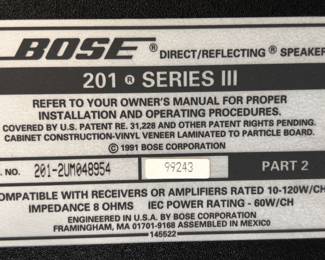 BOSE ® DIRECT/REFLECTING ® SPEAKER
201 ® SERIES III
REFER TO YOUR OWNER'S MANUAL FOR PROPER
INSTALLATION AND OPERATING PROCEDURES.
COVERED BY U.S. PATENT RE. 31,228 AND OTHER PATENT RIGHTS PENDING.
CABINET CONSTRUCTION-VINYL VENEER LAMINATED TO PARTICLE BOARD.
© 1991 BOSE CORPORATION
NO. 201-2UM048954 99243 PART 2
COMPATIBLE WITH RECEIVERS OR AMPLIFIERS RATED 10-120W/CH
IMPEDANCE 8 OHMS IEC POWER RATING - 60W/CH
ENGINEERED IN U.S.A. BY BOSE CORPORATION
FRAMINGHAM, MA 01701-9168 ASSEMBLED IN MEXICO
145522